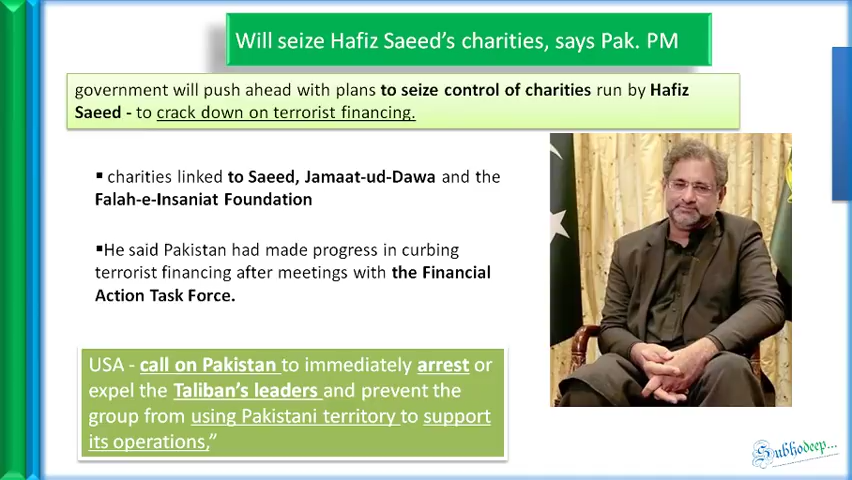 Will seize Hafiz Saeed's charities, says Pak. PM
government will push ahead with plans to seize control of charities run by Hafiz
Saeed - to crack down on terrorist financing.
▪ charities linked to Saeed, Jamaat-ud-Dawa and the
Falah-e-Insaniat Foundation
▪He said Pakistan had made progress in curbing
terrorist financing after meetings with the Financial
Action Task Force.
USA - call on Pakistan to immediately arrest or
expel the Taliban's leaders and prevent the
group from using Pakistani territory to support
its operations,”
Subhodeep...